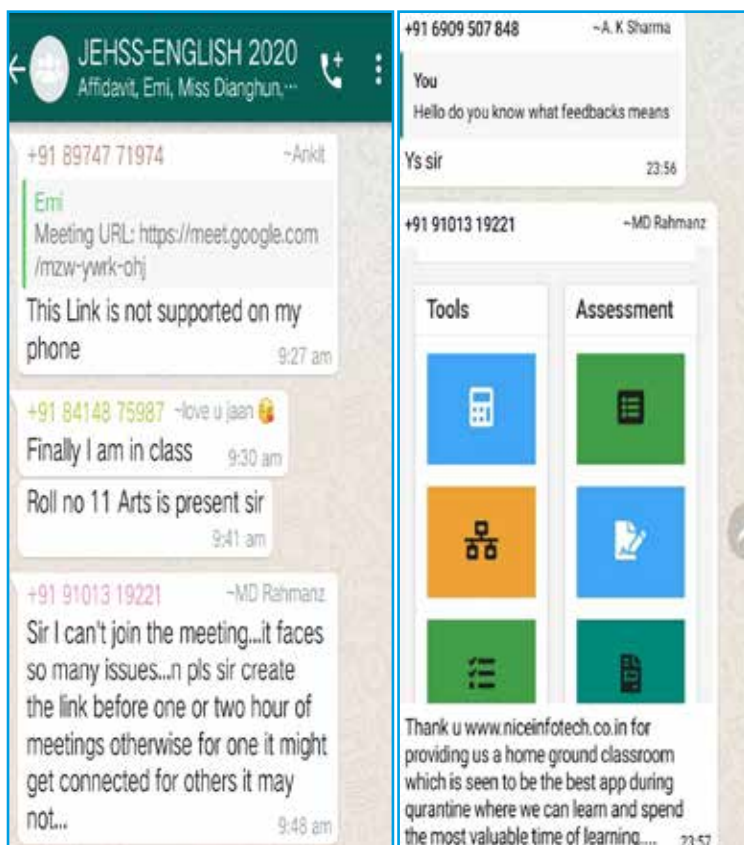 JEHSS-ENGLISH 2020
Affidavit, Emi, Miss Dianghun,...
+91 89747 71974 ~Ankit
Emi
Meeting URL: https://meet.google.com
/mzw-ywrk-ohj
This Link is not supported on my
phone
9:27 am
+91 84148 75987 ~love u jaan 😘
Finally I am in class 9:30 am
Roll no 11 Arts is present sir
9:41 am
+91 91013 19221 ~MD Rahmanz
Sir I can't join the meeting...it faces
so many issues...n pls sir create
the link before one or two hour of
meetings otherwise for one it might
get connected for others it may
not... 9:48 am
+91 6909 507 848 ~A. K Sharma
You
Hello do you know what feedbacks means
Ys sir 23:56
+91 91013 19221 ~MD Rahmanz
Tools Assessment
Thank u www.niceinfotech.co.in for
providing us a home ground classroom
which is seen to be the best app during
qurantine where we can learn and spend
the most valuable time of learning.... 23:57